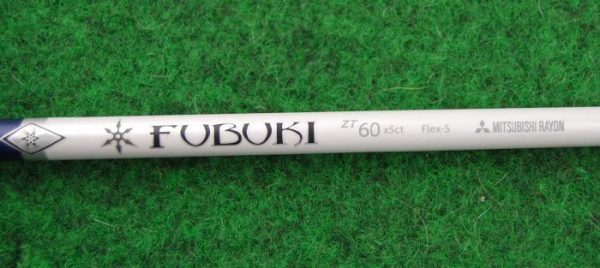 FUBUKI ZT 60 x5ct Flex-S MITSUBISHI RAYON